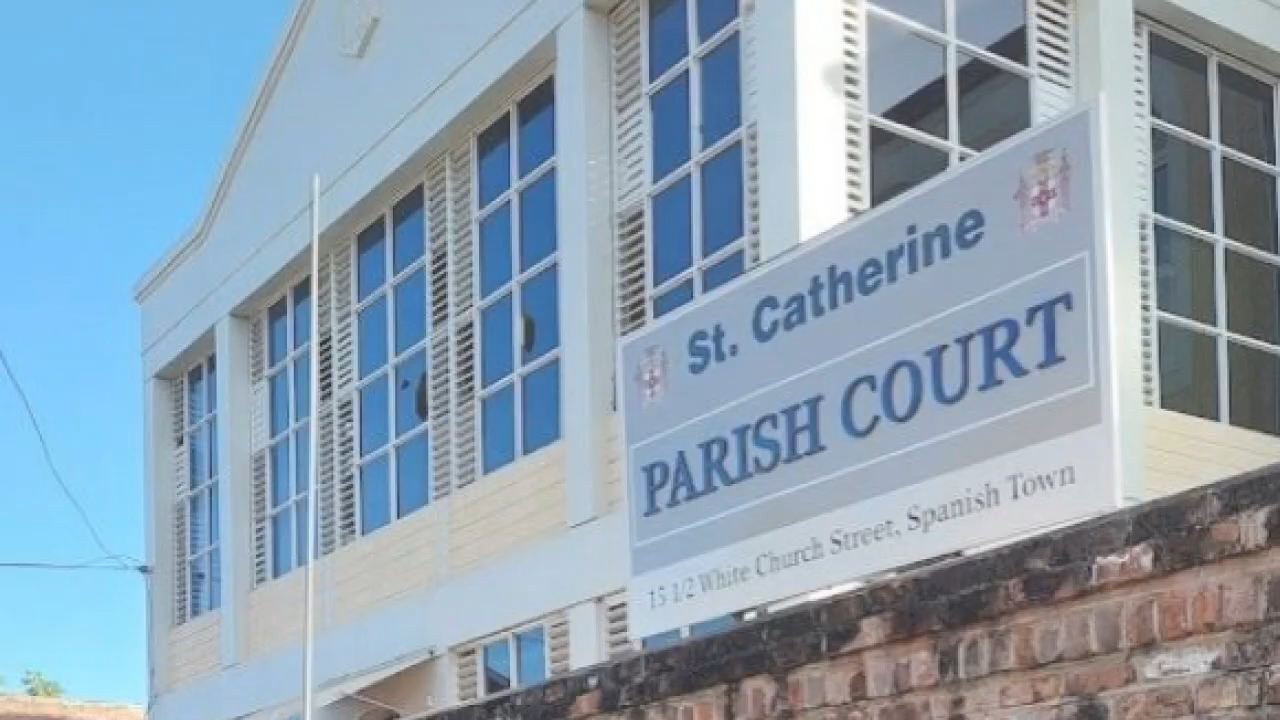 St. Catherine
PARISH COURT
15 1/2 White Church Street, Spanish Town